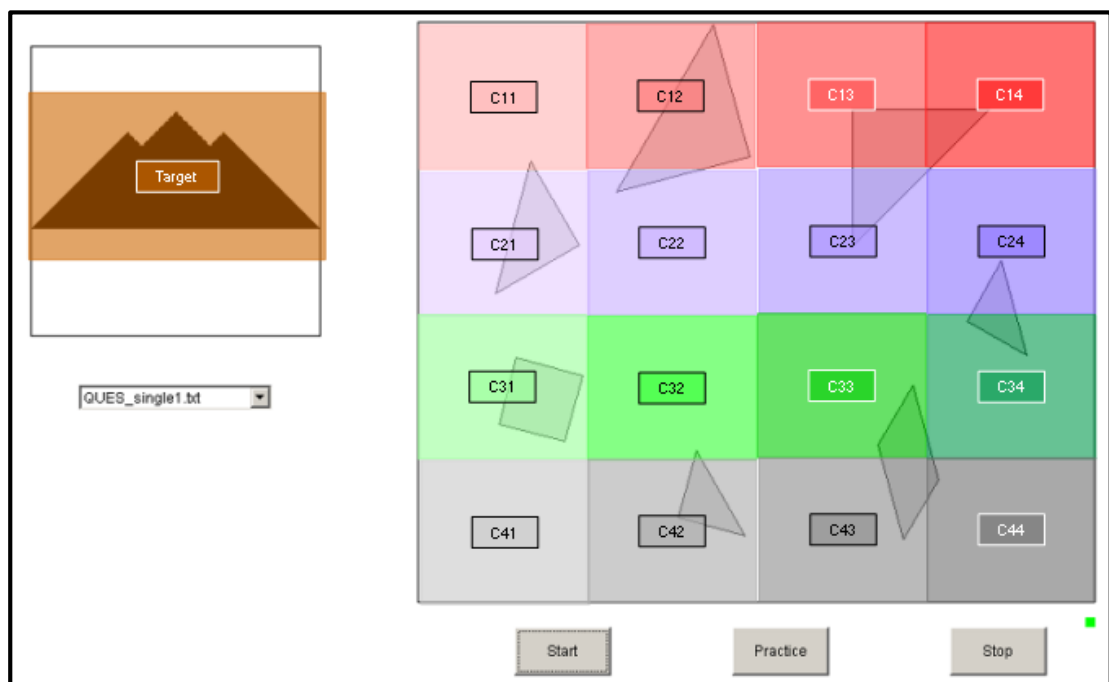 C11 C12 C13 C14
Target
C21 C22 C23 C24
C31 C32 C33 C34
QUES_single1.txt
C41 C42 C43 C44
Start Practice Stop